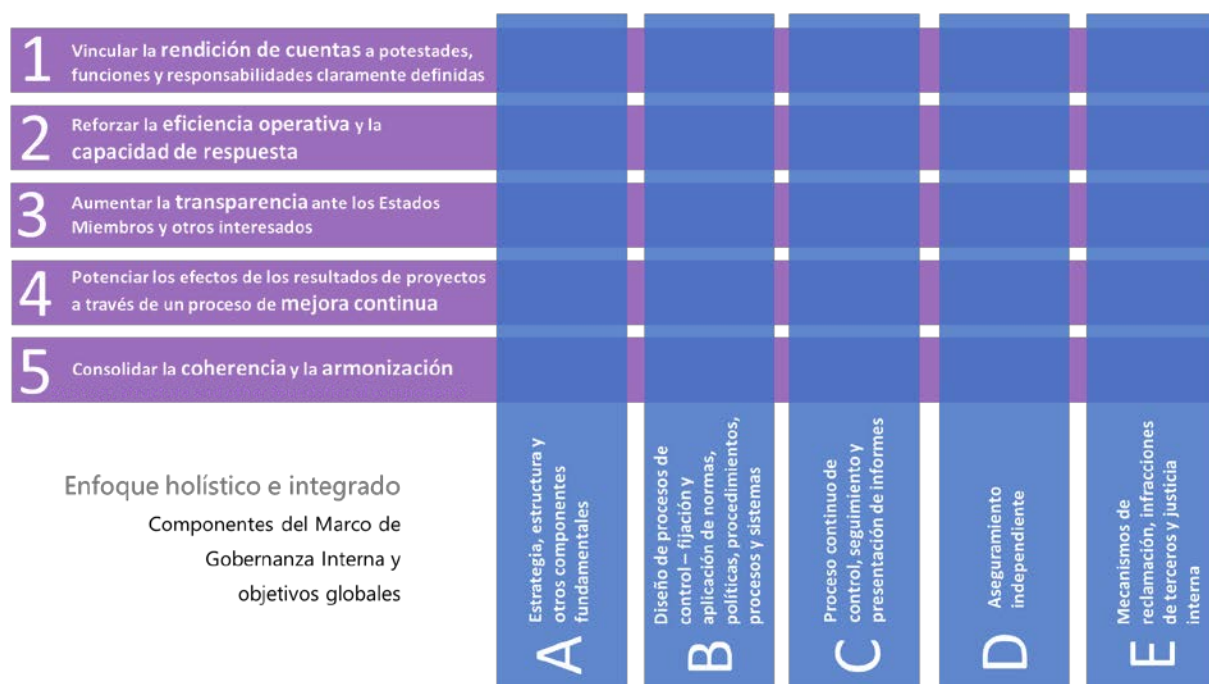 1
Vincular la rendición de cuentas a potestades,
funciones y responsabilidades claramente definidas
2
Reforzar la eficiencia operativa y la
capacidad de respuesta
3
Aumentar la transparencia ante los Estados
Miembros y otros interesados
4
Potenciar los efectos de los resultados de proyectos
a través de un proceso de mejora continua
5
Consolidar la coherencia y la armonización
Enfoque holístico e integrado
Componentes del Marco de
Gobernanza Interna y
objetivos globales
A
Estrategia, estructura y
otros componentes
fundamentales
B
Diseño de procesos de
control – fijación y
aplicación de normas,
políticas, procedimientos,
procesos y sistemas
C
Proceso continuo de
control, seguimiento y
presentación de informes
D
Aseguramiento
independiente
E
Mecanismos de
reclamación, infracciones
de terceros y justicia
interna